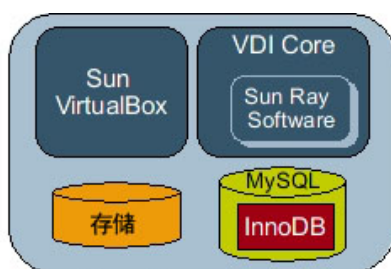 Sun
VirtualBox
VDI Core
Sun Ray
Software
存储
MySQL
InnoDB